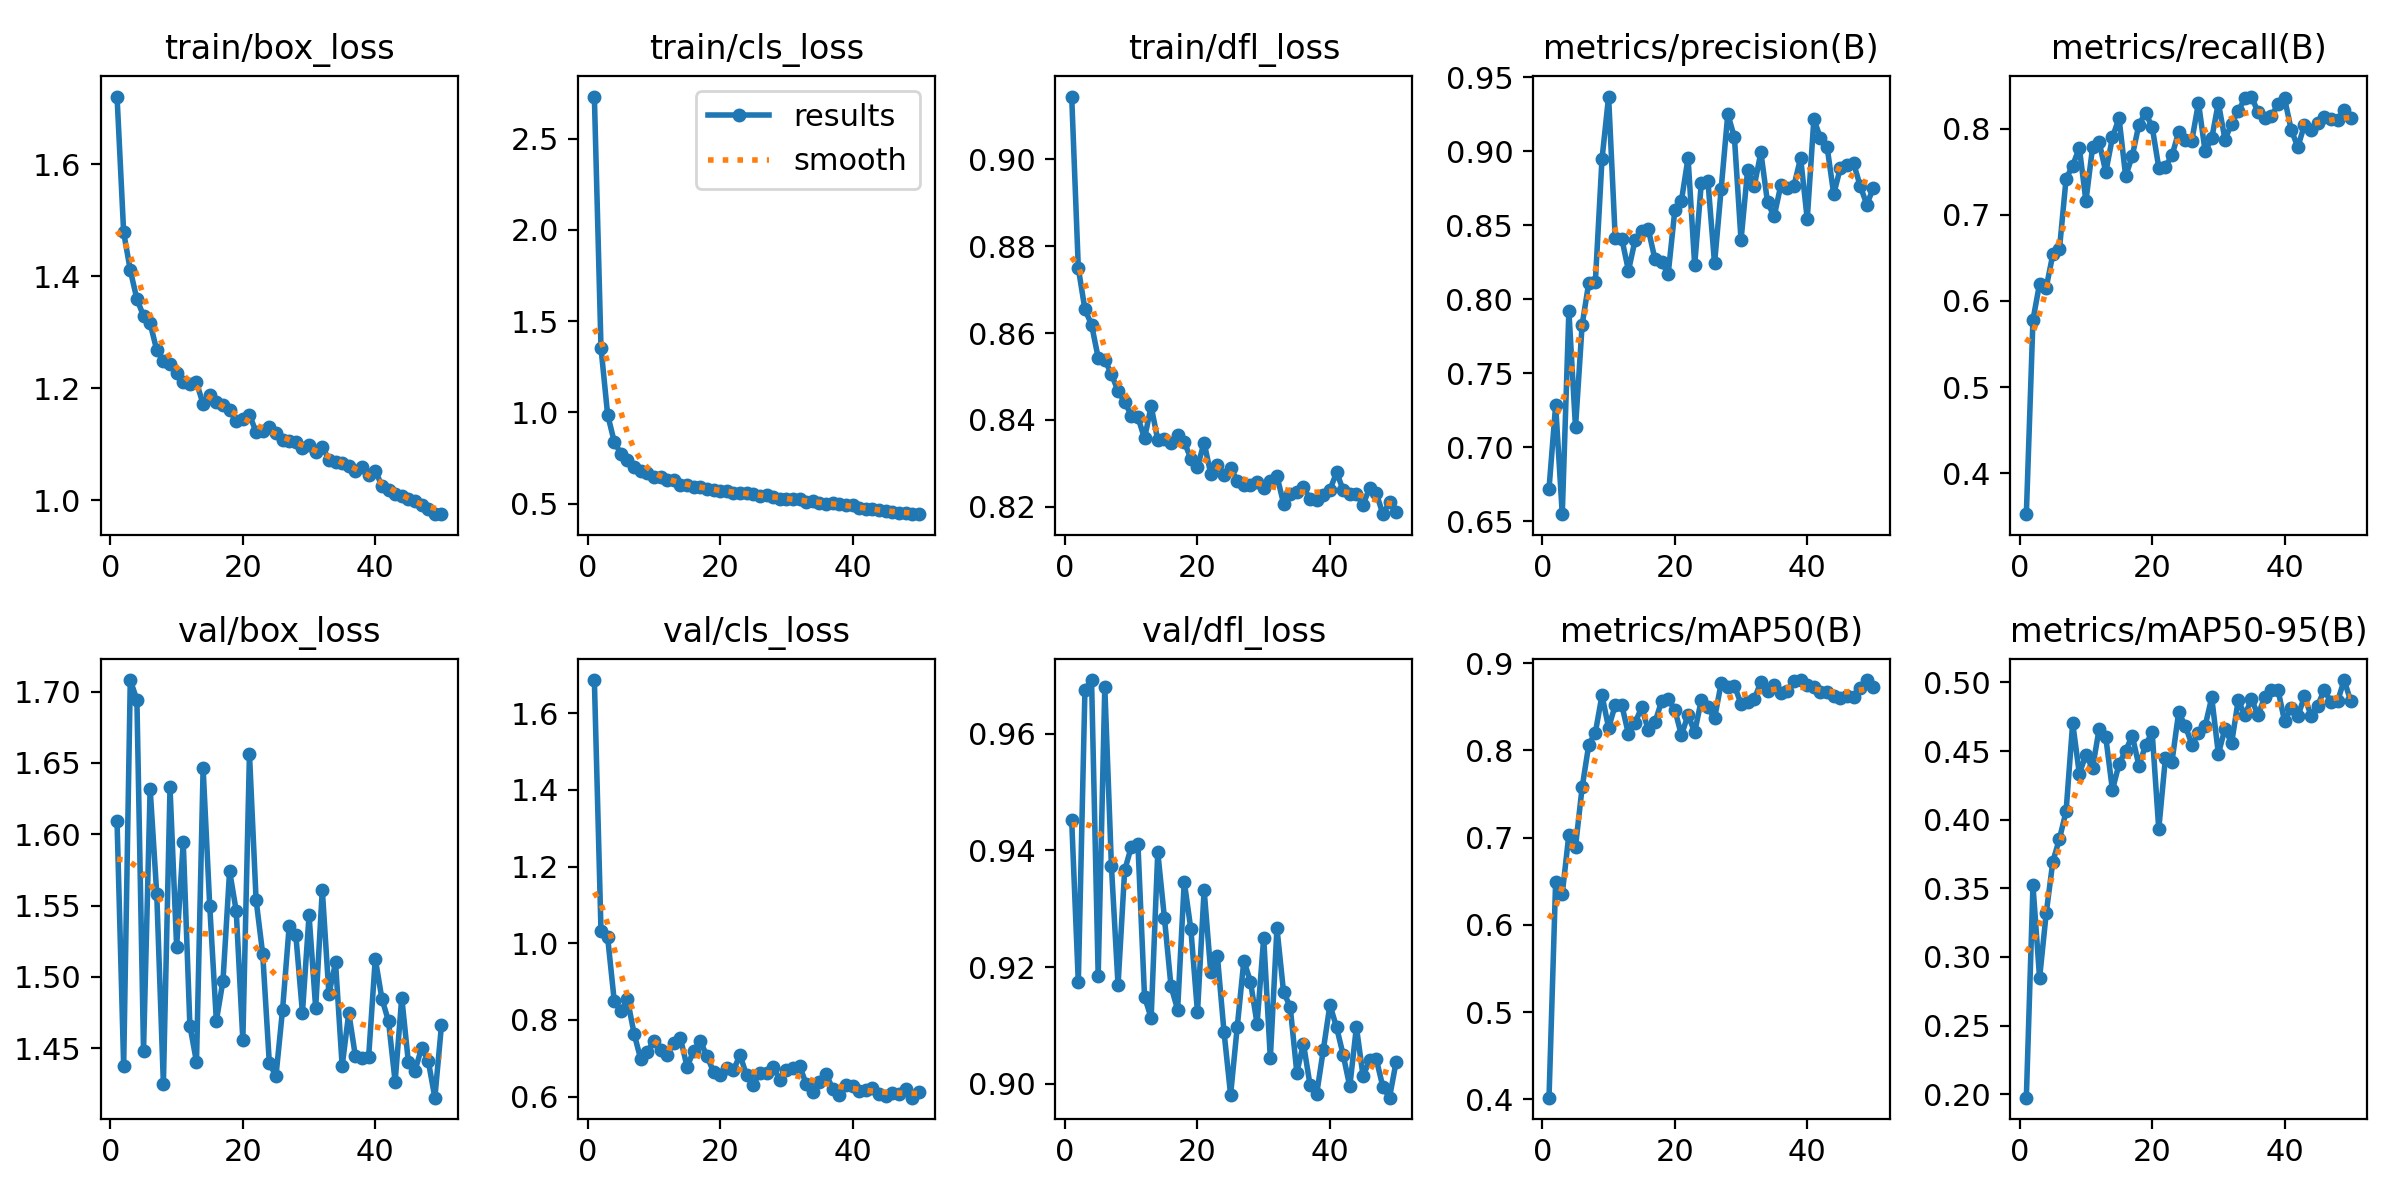 train/box_loss
1.6
1.4
1.2
1.0
0 20 40
train/cls_loss
results
smooth
2.5
2.0
1.5
1.0
0.5
0 20 40
train/dfl_loss
0.90
0.88
0.86
0.84
0.82
0 20 40
metrics/precision(B)
0.95
0.90
0.85
0.80
0.75
0.70
0.65
0 20 40
metrics/recall(B)
0.8
0.7
0.6
0.5
0.4
0 20 40
val/box_loss
1.70
1.65
1.60
1.55
1.50
1.45
0 20 40
val/cls_loss
1.6
1.4
1.2
1.0
0.8
0.6
0 20 40
val/dfl_loss
0.96
0.94
0.92
0.90
0 20 40
metrics/mAP50(B)
0.9
0.8
0.7
0.6
0.5
0.4
0 20 40
metrics/mAP50-95(B)
0.50
0.45
0.40
0.35
0.30
0.25
0.20
0 20 40